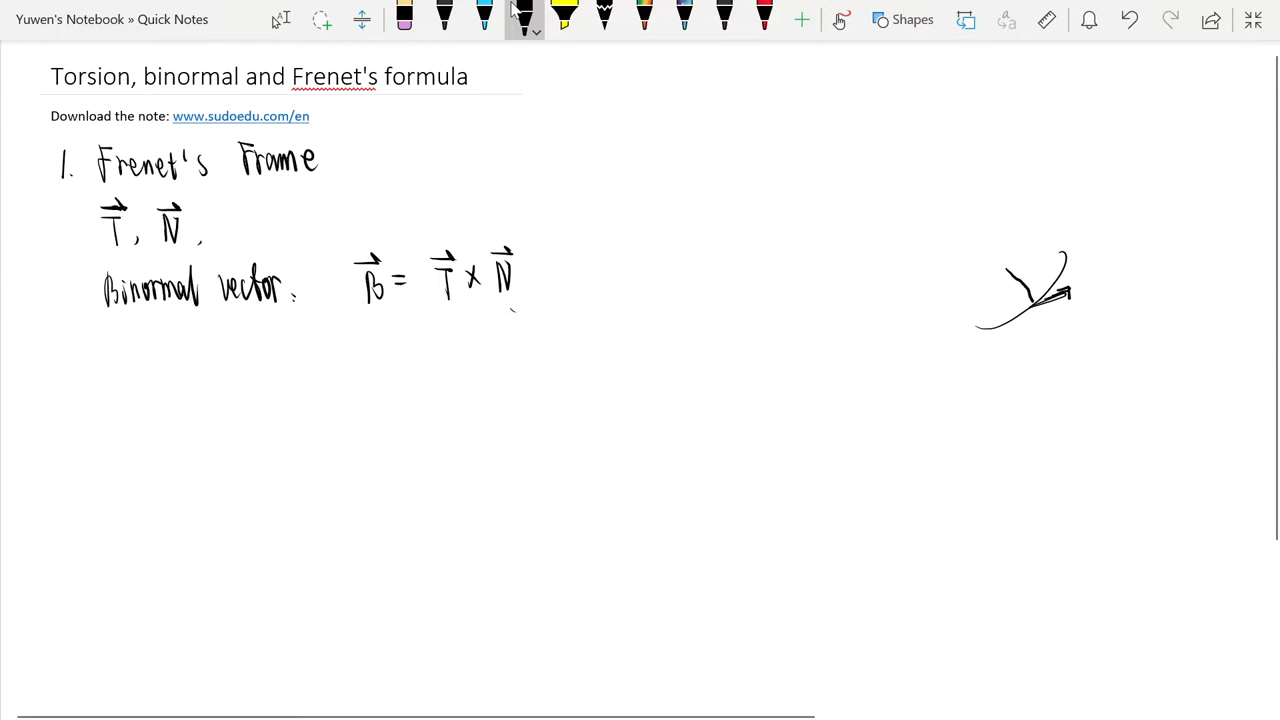 Yuwen's Notebook » Quick Notes
Shapes
Torsion, binormal and Frenet's formula
Download the note: www.sudoedu.com/en
1. Frenet's Frame
T⃗, N⃗,
Binormal vector: B⃗ = T⃗ × N⃗